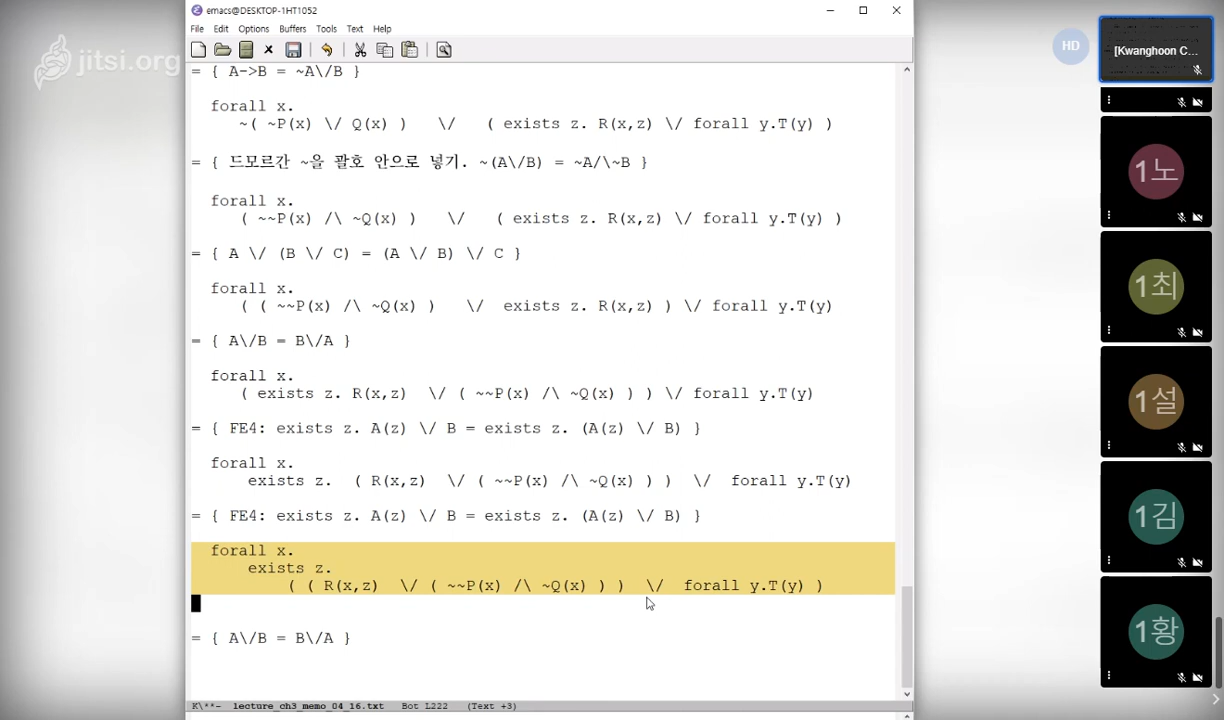 emacs@DESKTOP-1HT1052
File Edit Options Buffers Tools Text Help
jitsi.org
HD
[Kwanghoon C...
= { A->B = ~A\/B }
forall x.
~( ~P(x) \/ Q(x) ) \/ ( exists z. R(x,z) \/ forall y.T(y) )
= { 드모르간 ~을 괄호 안으로 넣기. ~(A\/B) = ~A/\~B }
forall x.
( ~~P(x) /\ ~Q(x) ) \/ ( exists z. R(x,z) \/ forall y.T(y) )
= { A \/ (B \/ C) = (A \/ B) \/ C }
forall x.
( ( ~~P(x) /\ ~Q(x) ) \/ exists z. R(x,z) ) \/ forall y.T(y)
= { A\/B = B\/A }
forall x.
( exists z. R(x,z) \/ ( ~~P(x) /\ ~Q(x) ) ) \/ forall y.T(y)
= { FE4: exists z. A(z) \/ B = exists z. (A(z) \/ B) }
forall x.
exists z. ( R(x,z) \/ ( ~~P(x) /\ ~Q(x) ) ) \/ forall y.T(y)
= { FE4: exists z. A(z) \/ B = exists z. (A(z) \/ B) }
forall x.
exists z.
( ( R(x,z) \/ ( ~~P(x) /\ ~Q(x) ) ) \/ forall y.T(y) )
= { A\/B = B\/A }
K\**- lecture_ch3_memo_04_16.txt Bot L222 (Text +3)
1노
1최
1설
1김
1황